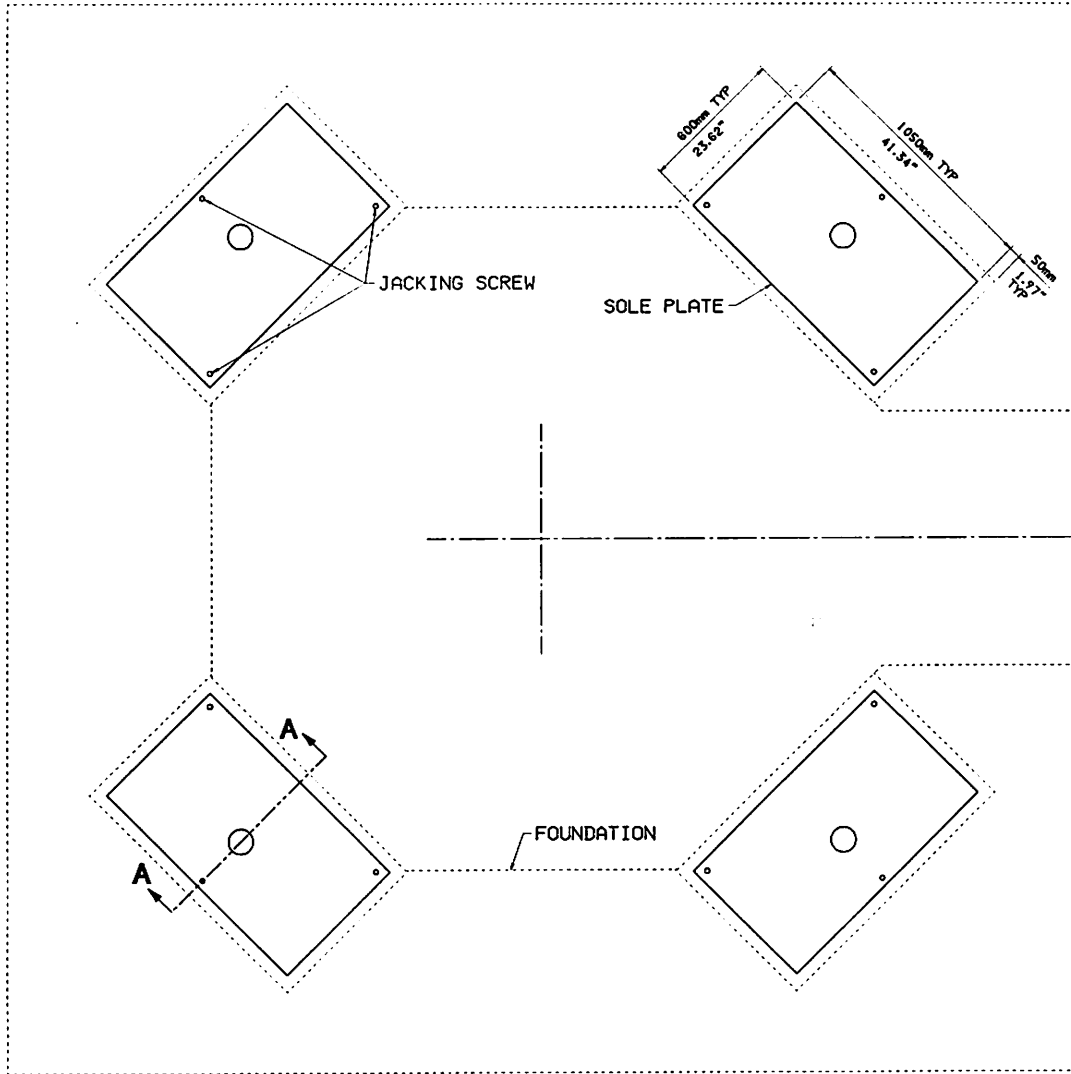 600mm TYP
23.62"
1050mm TYP
41.34"
50mm
1.97"
TYP
JACKING SCREW
SOLE PLATE
A
A
FOUNDATION